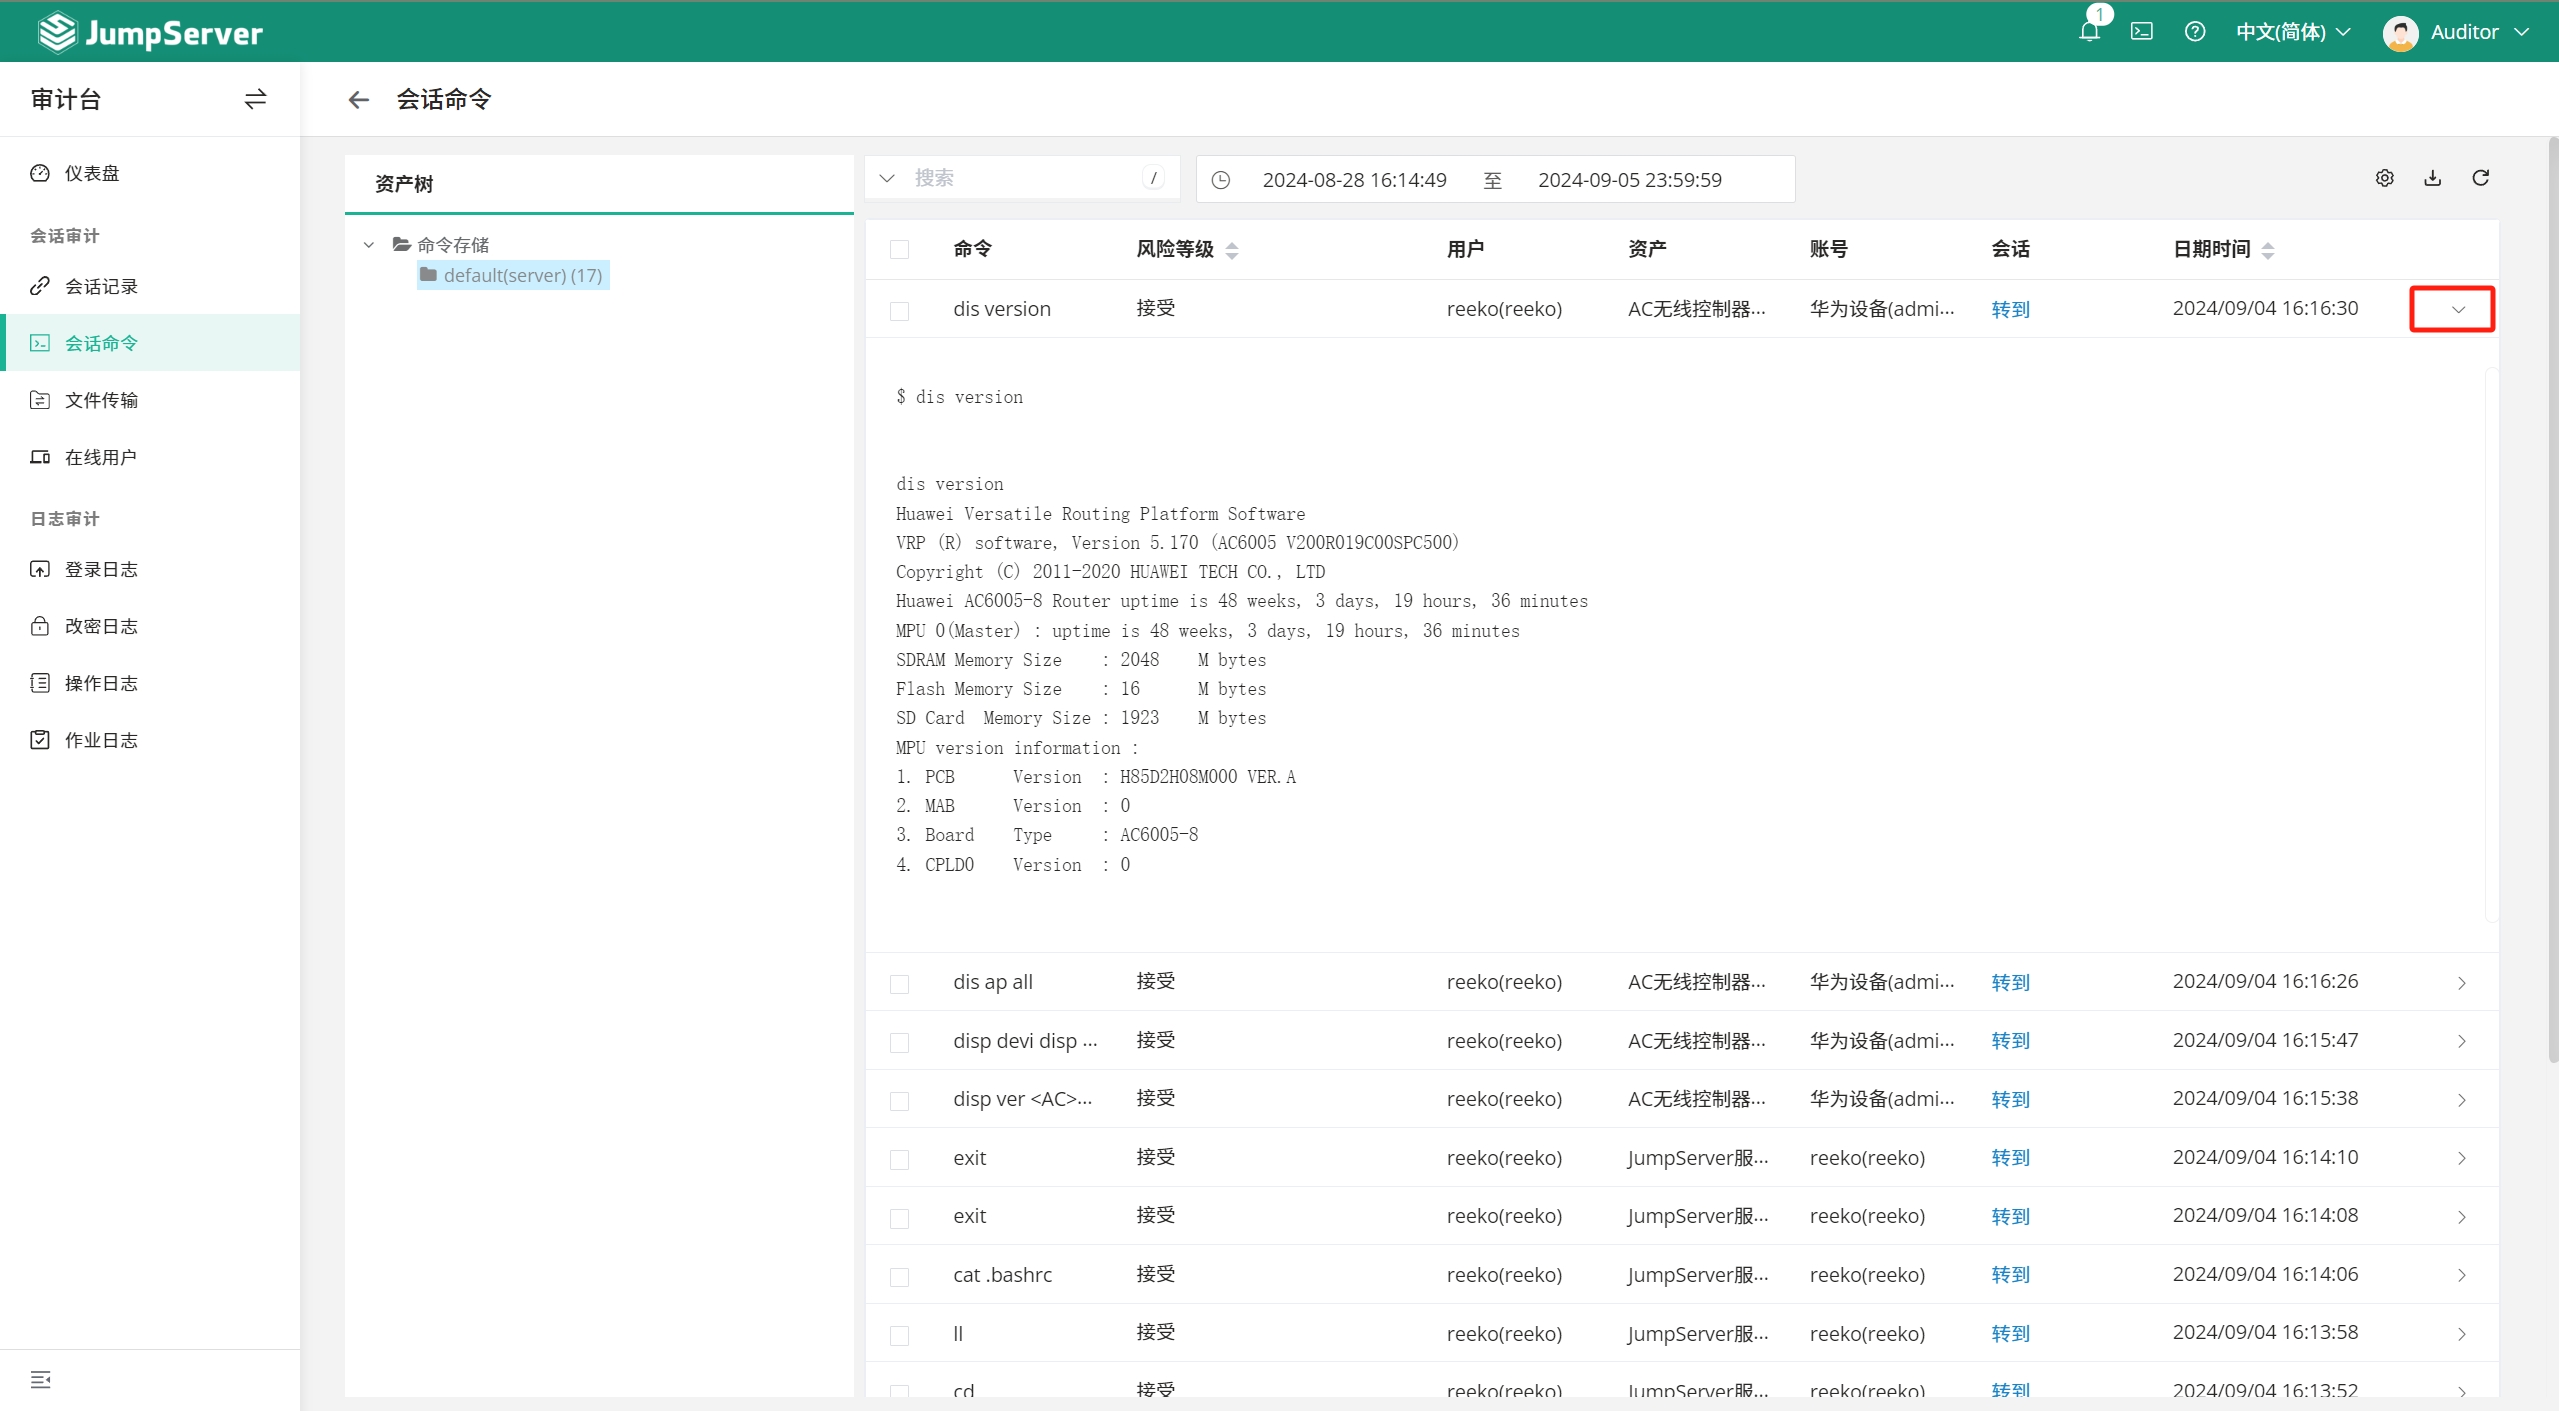 JumpServer
1
中文(简体)
Auditor
审计台
会话命令
仪表盘
会话审计
会话记录
会话命令
文件传输
在线用户
日志审计
登录日志
改密日志
操作日志
作业日志
资产树
命令存储
default(server) (17)
搜索 /
2024-08-28 16:14:49 至 2024-09-05 23:59:59
命令 风险等级 用户 资产 账号 会话 日期时间
dis version 接受 reeko(reeko) AC无线控制器... 华为设备(admi... 转到 2024/09/04 16:16:30
$ dis version
dis version
Huawei Versatile Routing Platform Software
VRP (R) software, Version 5.170 (AC6005 V200R019C00SPC500)
Copyright (C) 2011-2020 HUAWEI TECH CO., LTD
Huawei AC6005-8 Router uptime is 48 weeks, 3 days, 19 hours, 36 minutes
MPU 0(Master) : uptime is 48 weeks, 3 days, 19 hours, 36 minutes
SDRAM Memory Size    : 2048    M bytes
Flash Memory Size    : 16      M bytes
SD Card  Memory Size : 1923    M bytes
MPU version information :
1. PCB      Version  : H85D2H08M000 VER.A
2. MAB      Version  : 0
3. Board    Type     : AC6005-8
4. CPLD0    Version  : 0
dis ap all 接受 reeko(reeko) AC无线控制器... 华为设备(admi... 转到 2024/09/04 16:16:26
disp devi disp ... 接受 reeko(reeko) AC无线控制器... 华为设备(admi... 转到 2024/09/04 16:15:47
disp ver <AC>... 接受 reeko(reeko) AC无线控制器... 华为设备(admi... 转到 2024/09/04 16:15:38
exit 接受 reeko(reeko) JumpServer服... reeko(reeko) 转到 2024/09/04 16:14:10
exit 接受 reeko(reeko) JumpServer服... reeko(reeko) 转到 2024/09/04 16:14:08
cat .bashrc 接受 reeko(reeko) JumpServer服... reeko(reeko) 转到 2024/09/04 16:14:06
ll 接受 reeko(reeko) JumpServer服... reeko(reeko) 转到 2024/09/04 16:13:58
cd 接受 reeko(reeko) JumpServer服... reeko(reeko) 转到 2024/09/04 16:13:52